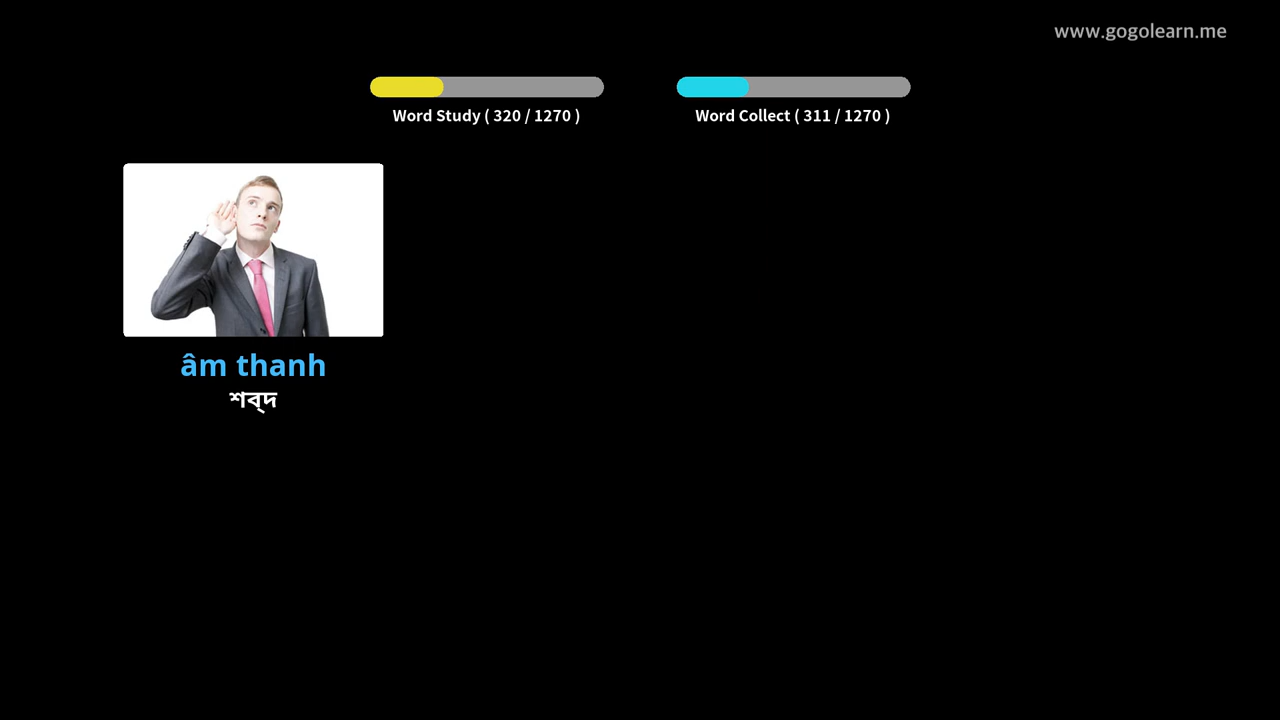 www.gogolearn.me
Word Study ( 320 / 1270 )
Word Collect ( 311 / 1270 )
âm thanh
শব্দ